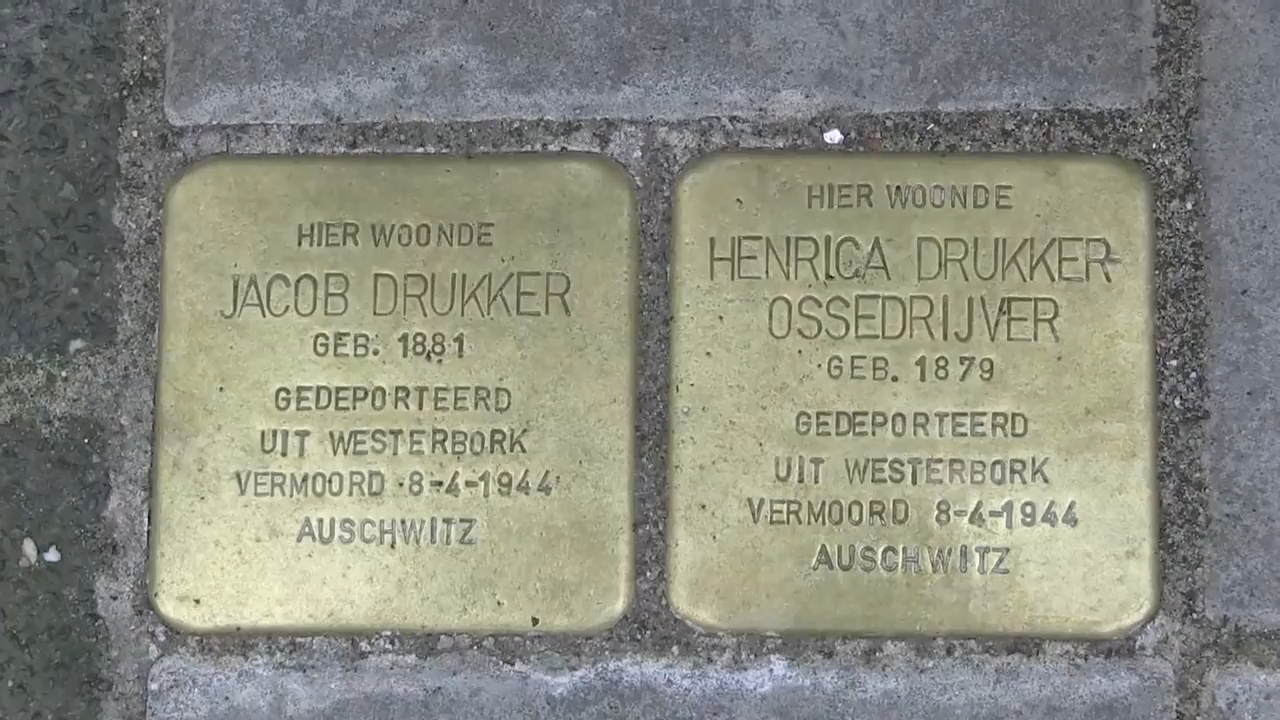 HIER WOONDE
JACOB DRUKKER
GEB. 1881
GEDEPORTEERD
UIT WESTERBORK
VERMOORD 8-4-1944
AUSCHWITZ
HIER WOONDE
HENRICA DRUKKER-
OSSEDRIJVER
GEB. 1879
GEDEPORTEERD
UIT WESTERBORK
VERMOORD 8-4-1944
AUSCHWITZ